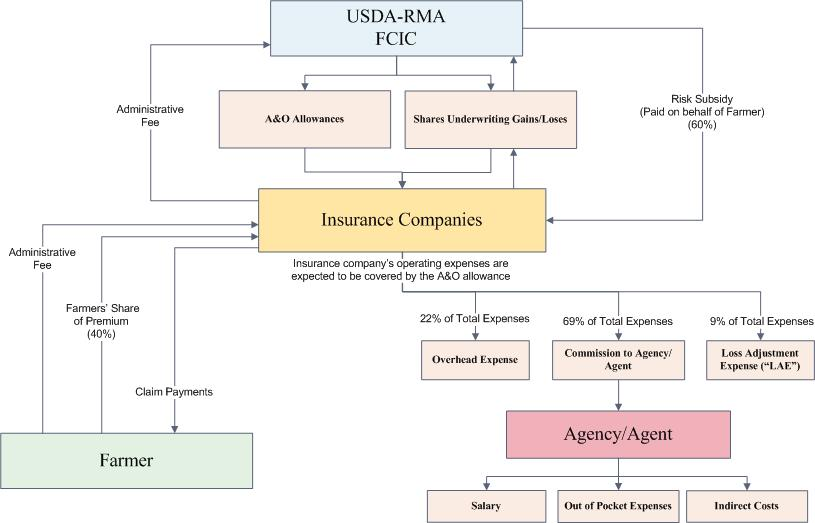 USDA-RMA
FCIC
Administrative
Fee
A&O Allowances
Shares Underwriting Gains/Loses
Risk Subsidy
(Paid on behalf of Farmer)
(60%)
Insurance Companies
Administrative
Fee
Insurance company's operating expenses are
expected to be covered by the A&O allowance
Farmers' Share
of Premium
(40%)
22% of Total Expenses
69% of Total Expenses
9% of Total Expenses
Overhead Expense
Commission to Agency/
Agent
Loss Adjustment
Expense ("LAE")
Claim Payments
Agency/Agent
Farmer
Salary
Out of Pocket Expenses
Indirect Costs